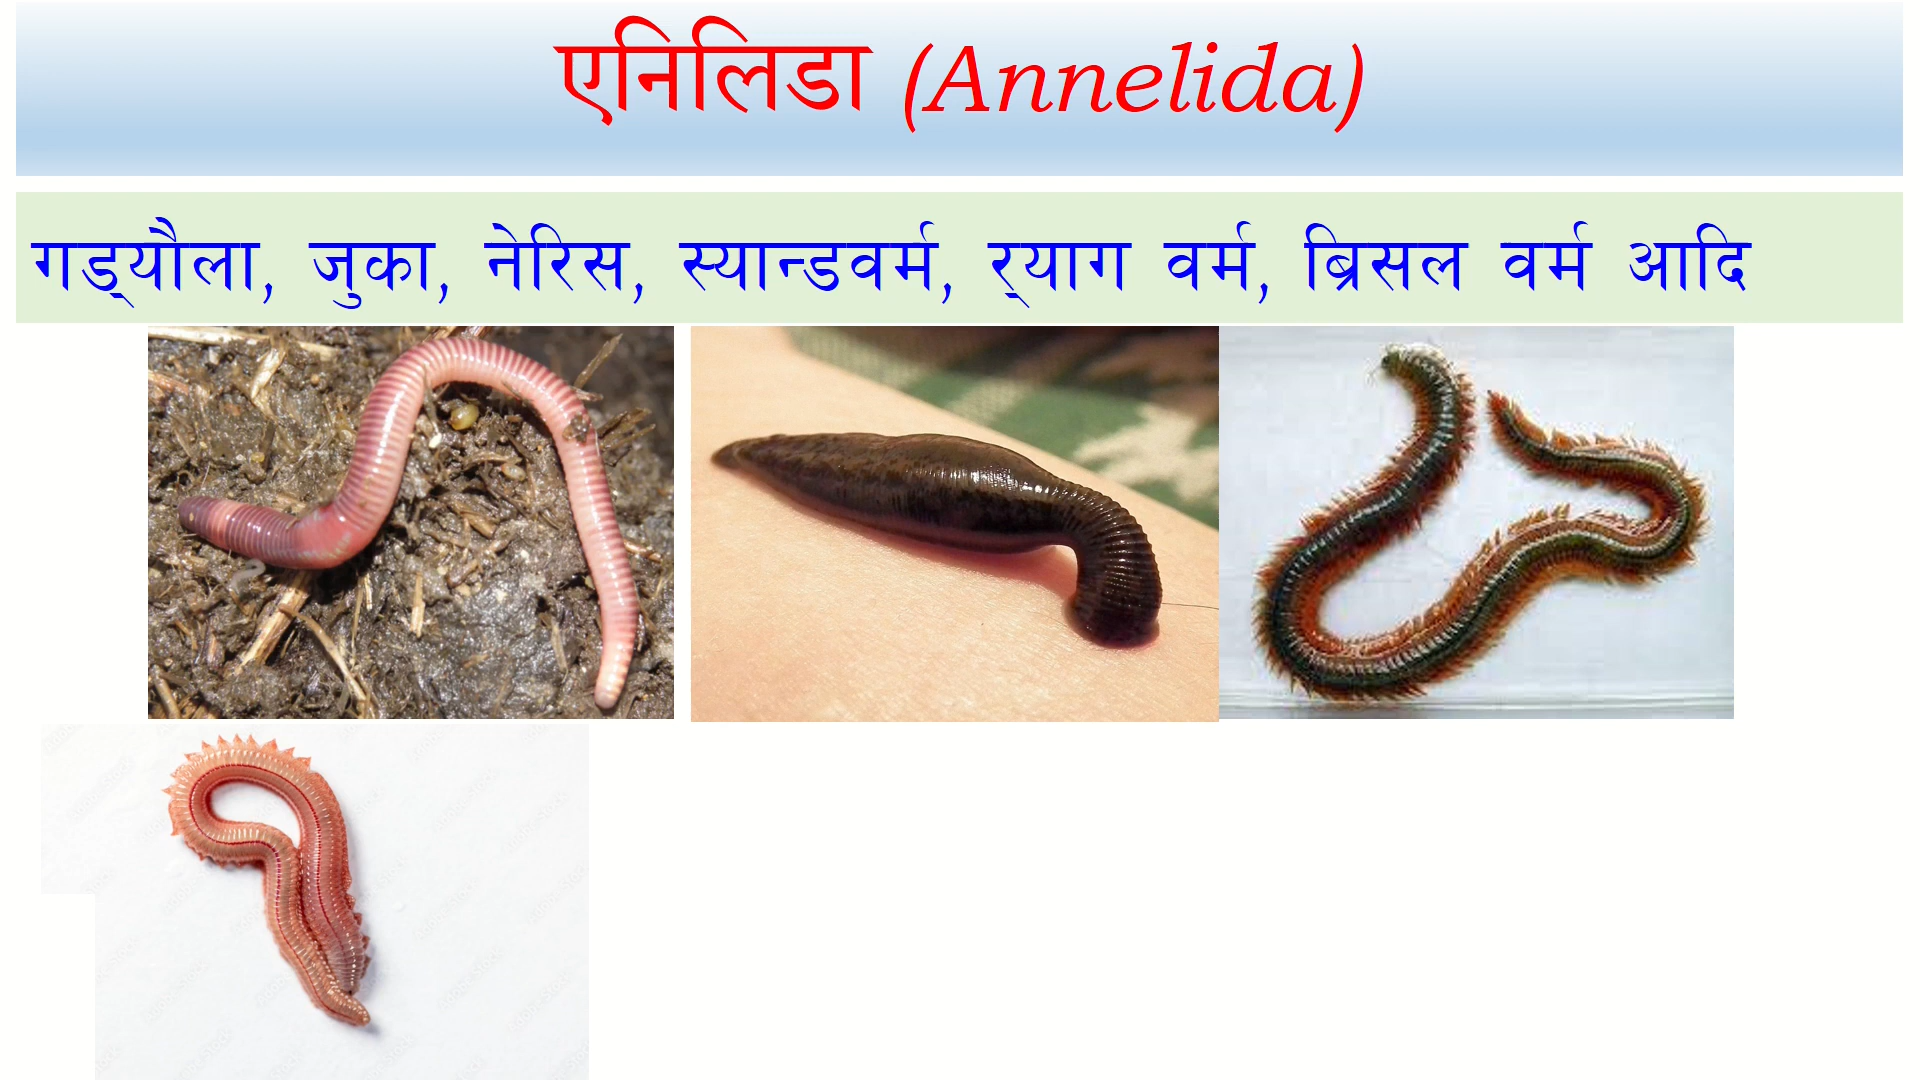 एनिलिडा (Annelida)
गड्यौला, जुका, नेरिस, स्यान्डवर्म, र्‍याग वर्म, ब्रिसल वर्म आदि